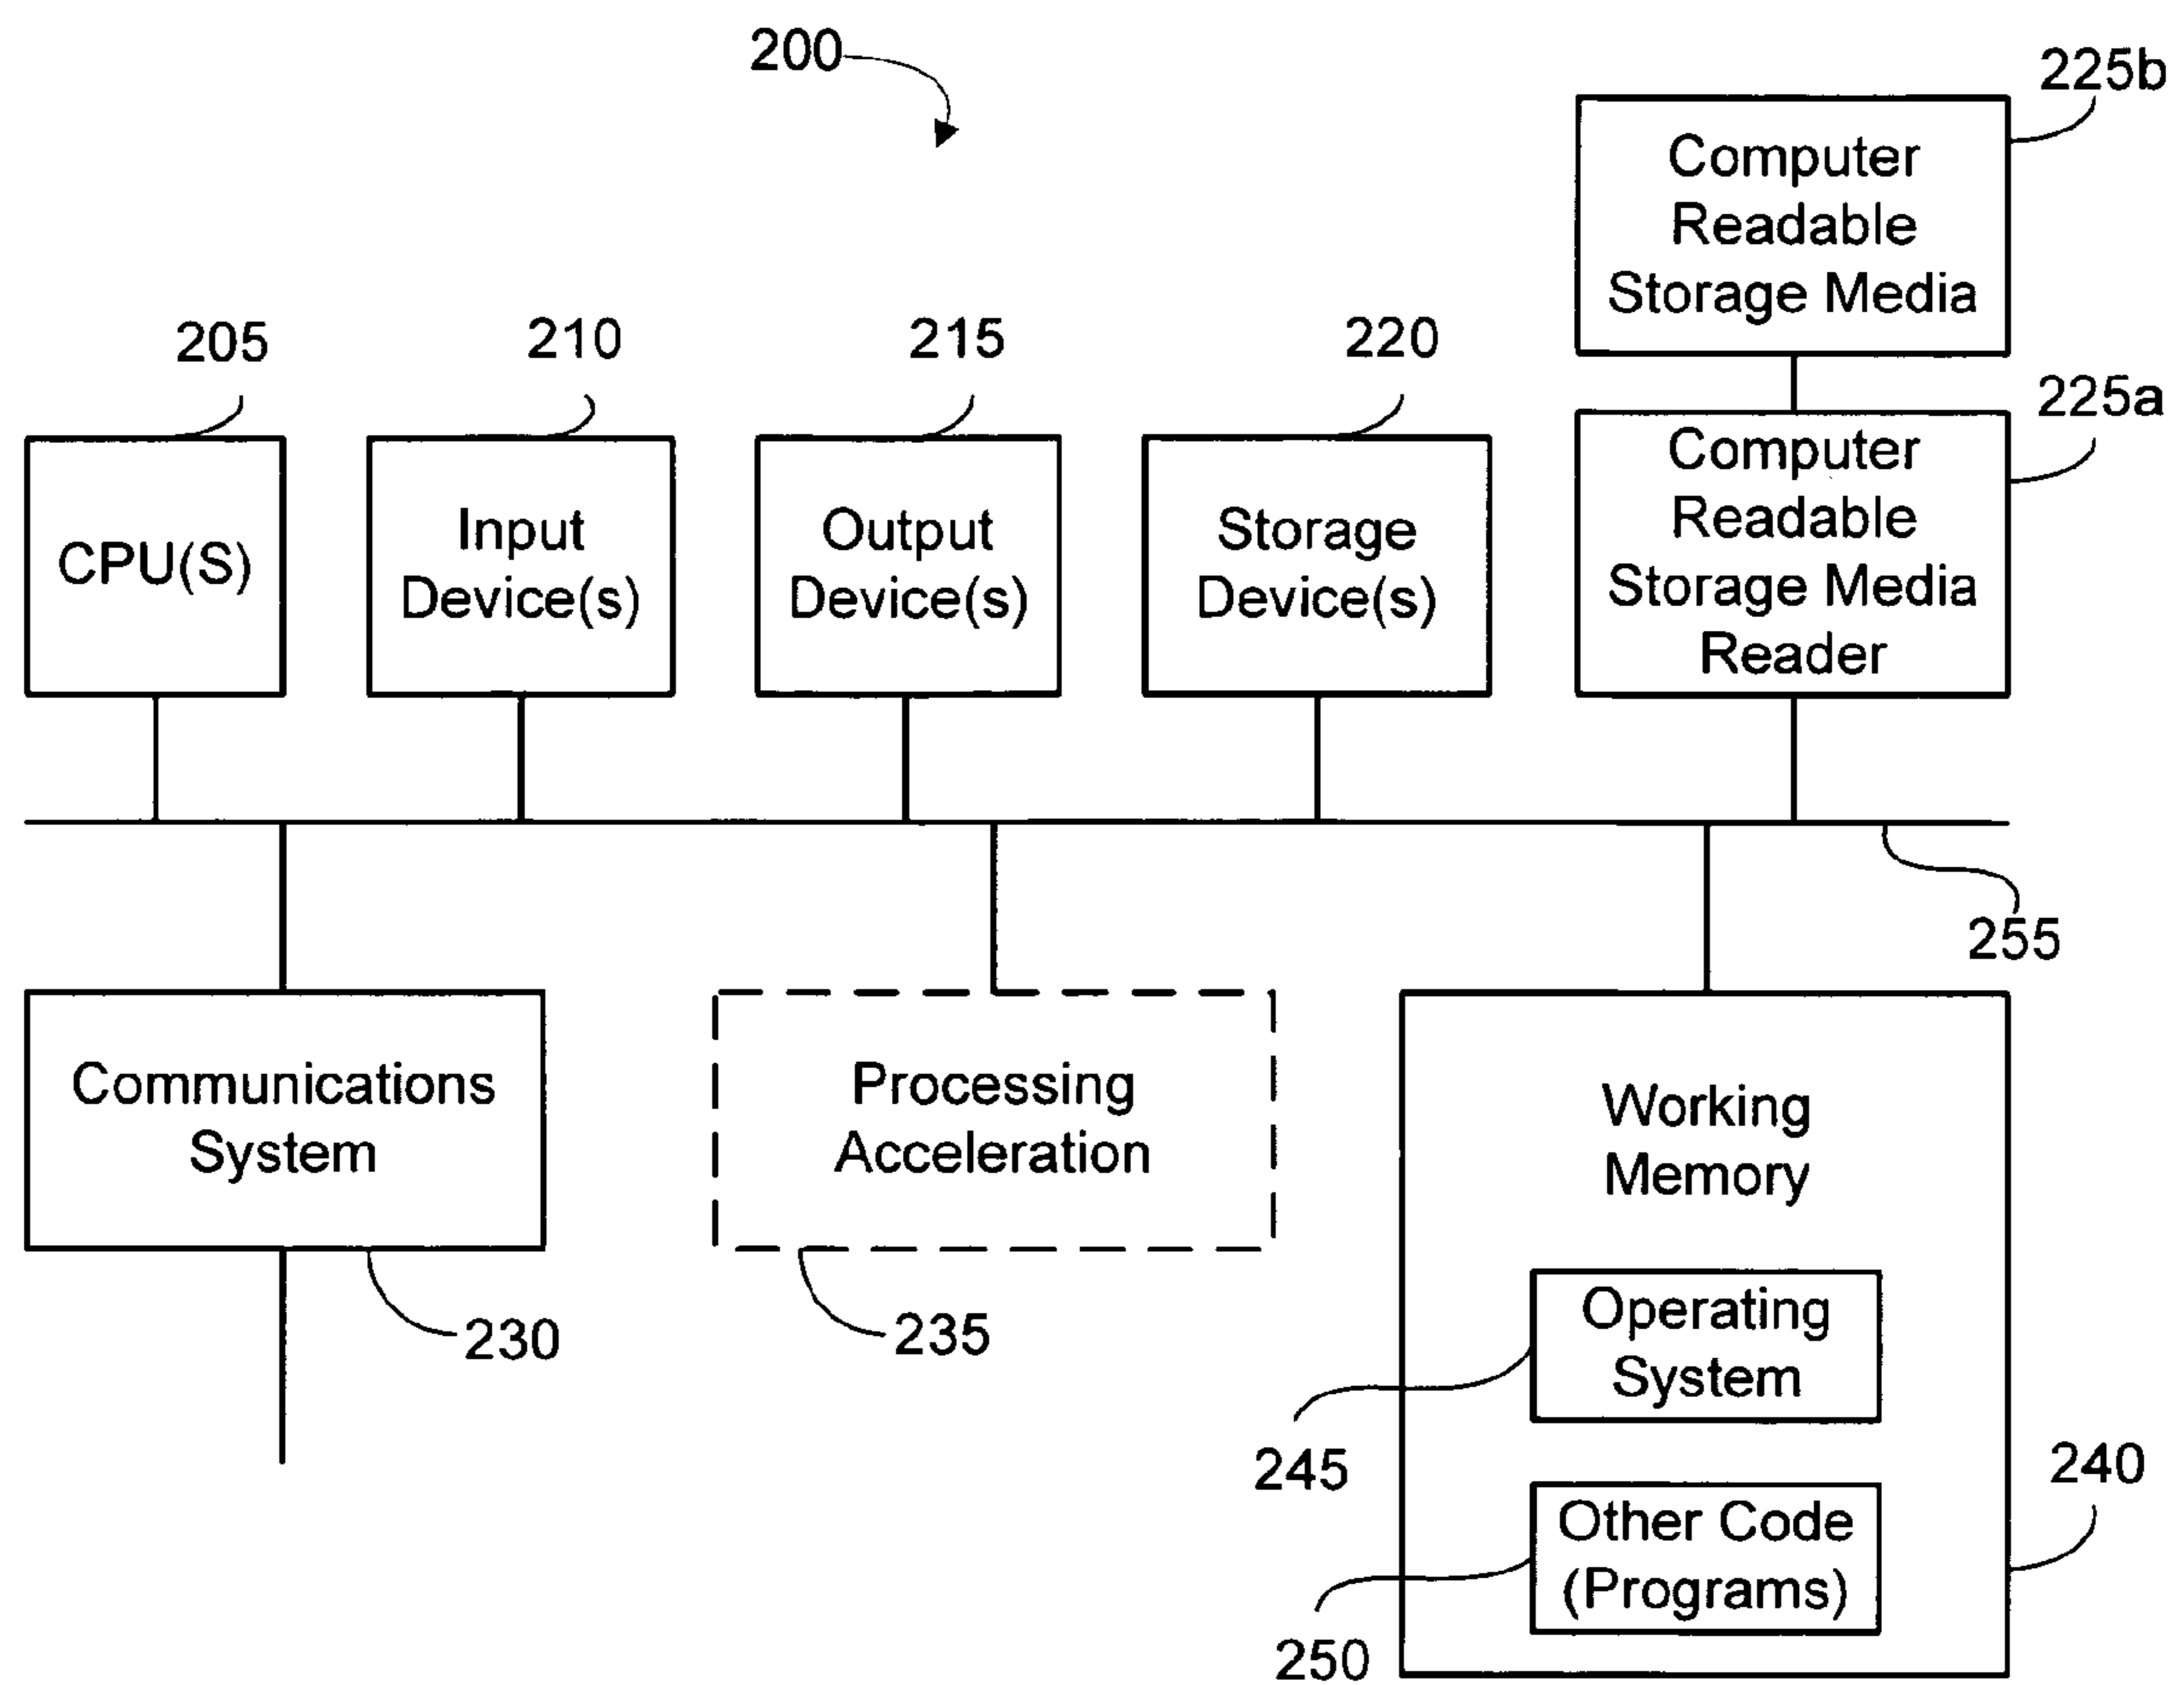 200
225b
Computer
Readable
Storage Media
205
210
215
220
225a
CPU(S)
Input
Device(s)
Output
Device(s)
Storage
Device(s)
Computer
Readable
Storage Media
Reader
255
Communications
System
230
Processing
Acceleration
235
Working
Memory
Operating
System
245
240
Other Code
(Programs)
250